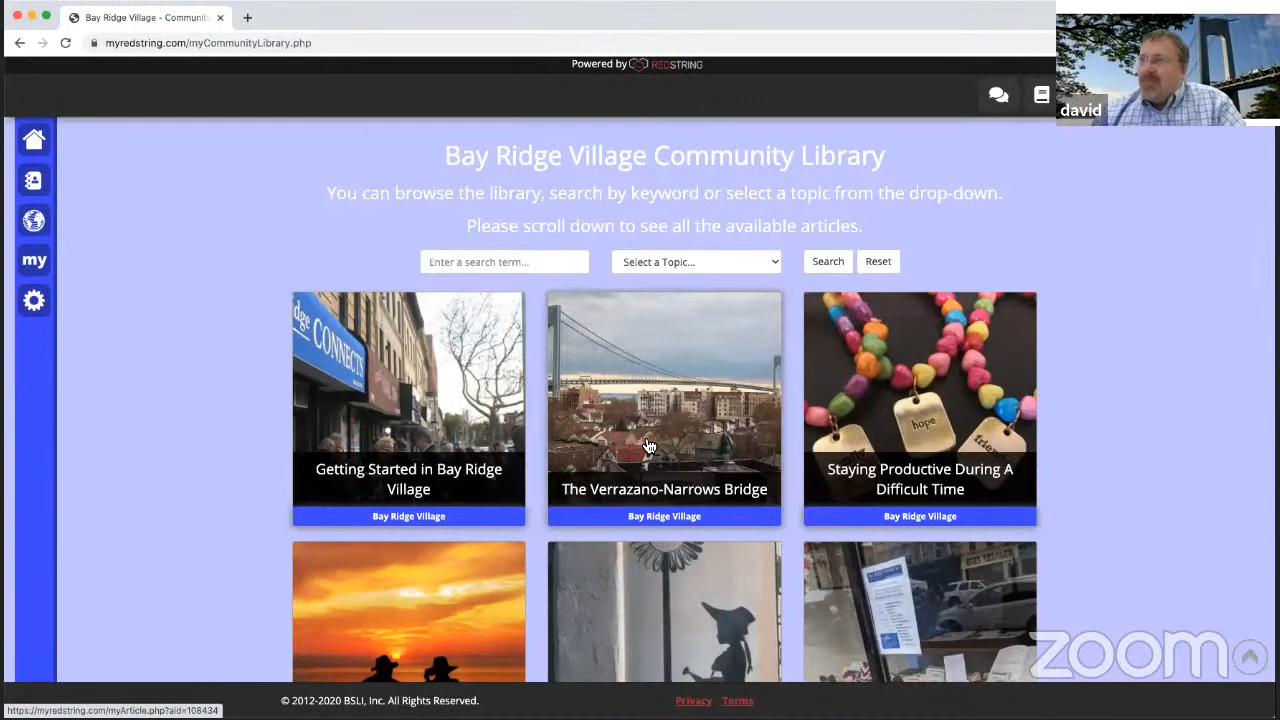 Bay Ridge Village - Community
myredstring.com/myCommunityLibrary.php
Powered by REDSTRING
david
my
Bay Ridge Village Community Library
You can browse the library, search by keyword or select a topic from the drop-down.
Please scroll down to see all the available articles.
Enter a search term...
Select a Topic...
Search
Reset
dge CONNECTS
hope
Getting Started in Bay Ridge
Village
Bay Ridge Village
The Verrazano-Narrows Bridge
Bay Ridge Village
Staying Productive During A
Difficult Time
Bay Ridge Village
zoom
© 2012-2020 BSLI, Inc. All Rights Reserved.
Privacy
Terms
https://myredstring.com/myArticle.php?aid=108434